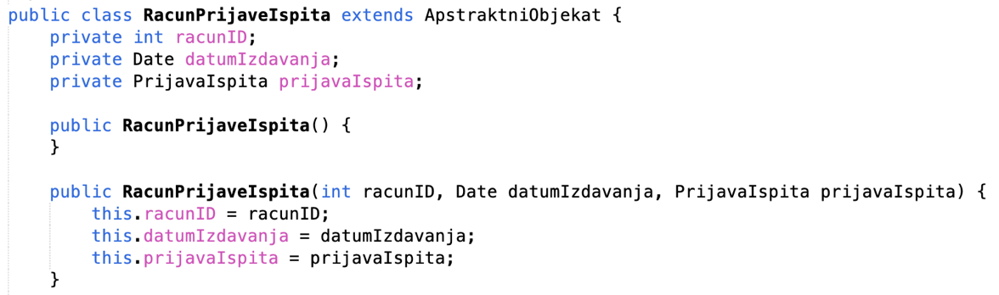 public class RacunPrijaveIspita extends ApstraktniObjekat {
    private int racunID;
    private Date datumIzdavanja;
    private PrijavaIspita prijavaIspita;

    public RacunPrijaveIspita() {
    }

    public RacunPrijaveIspita(int racunID, Date datumIzdavanja, PrijavaIspita prijavaIspita) {
        this.racunID = racunID;
        this.datumIzdavanja = datumIzdavanja;
        this.prijavaIspita = prijavaIspita;
    }